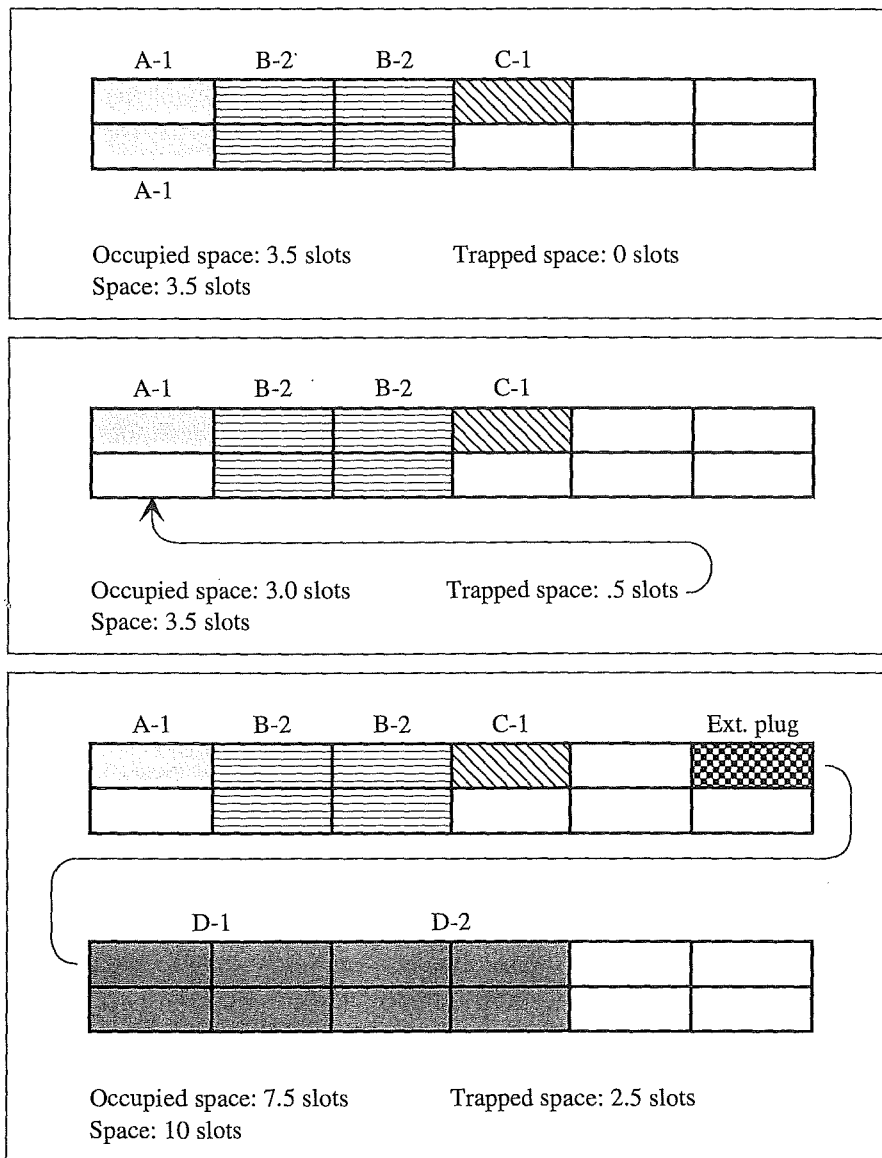 A-1 B-2 B-2 C-1
A-1
Occupied space: 3.5 slots Trapped space: 0 slots
Space: 3.5 slots
A-1 B-2 B-2 C-1
Occupied space: 3.0 slots Trapped space: .5 slots
Space: 3.5 slots
A-1 B-2 B-2 C-1 Ext. plug
D-1 D-2
Occupied space: 7.5 slots Trapped space: 2.5 slots
Space: 10 slots